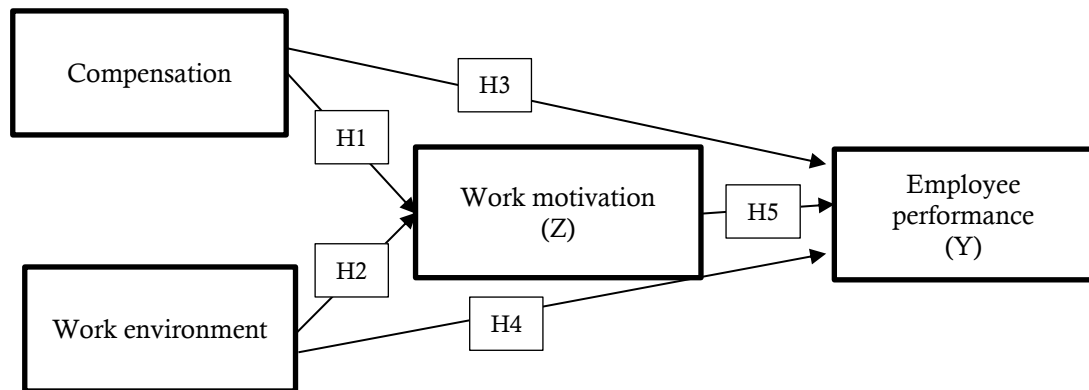 Compensation
H3
H1
Work motivation
(Z)
H5
Employee
performance
(Y)
H2
Work environment
H4